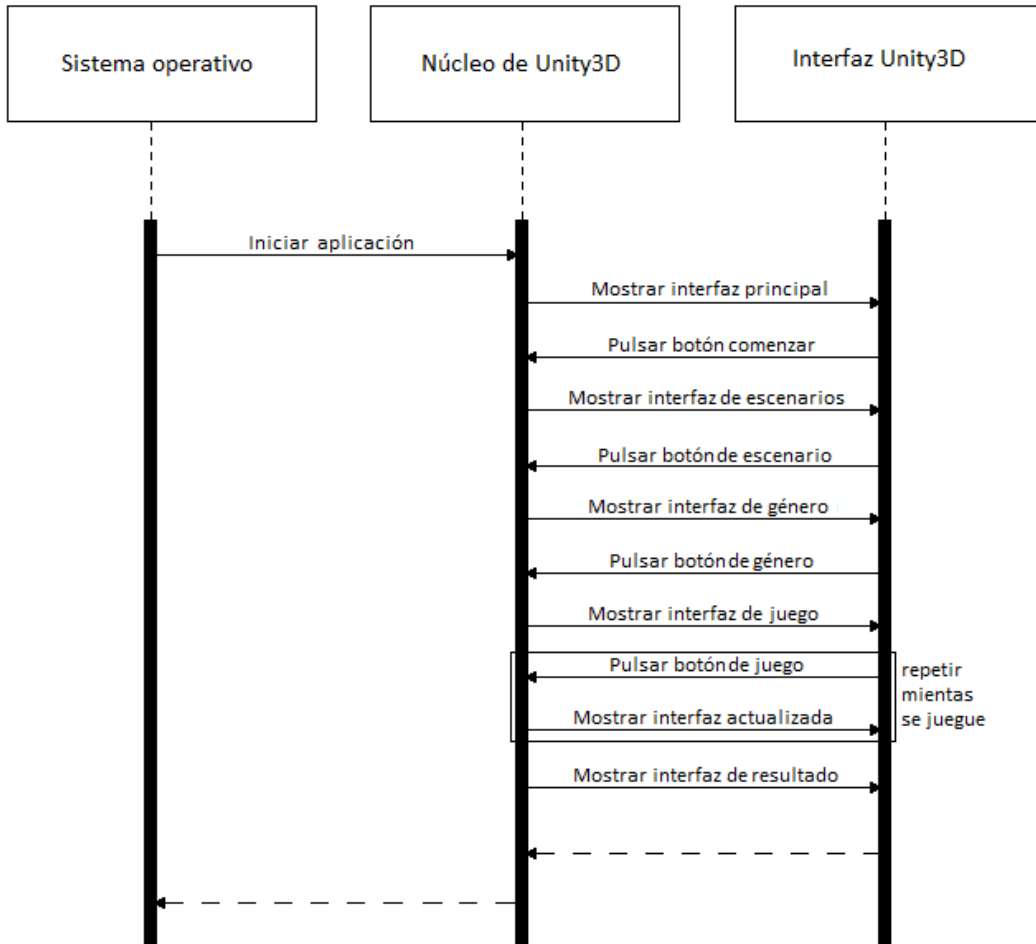 Sistema operativo
Núcleo de Unity3D
Interfaz Unity3D
Iniciar aplicación
Mostrar interfaz principal
Pulsar botón comenzar
Mostrar interfaz de escenarios
Pulsar botón de escenario
Mostrar interfaz de género
Pulsar botón de género
Mostrar interfaz de juego
Pulsar botón de juego
repetir
mientas
se juegue
Mostrar interfaz actualizada
Mostrar interfaz de resultado